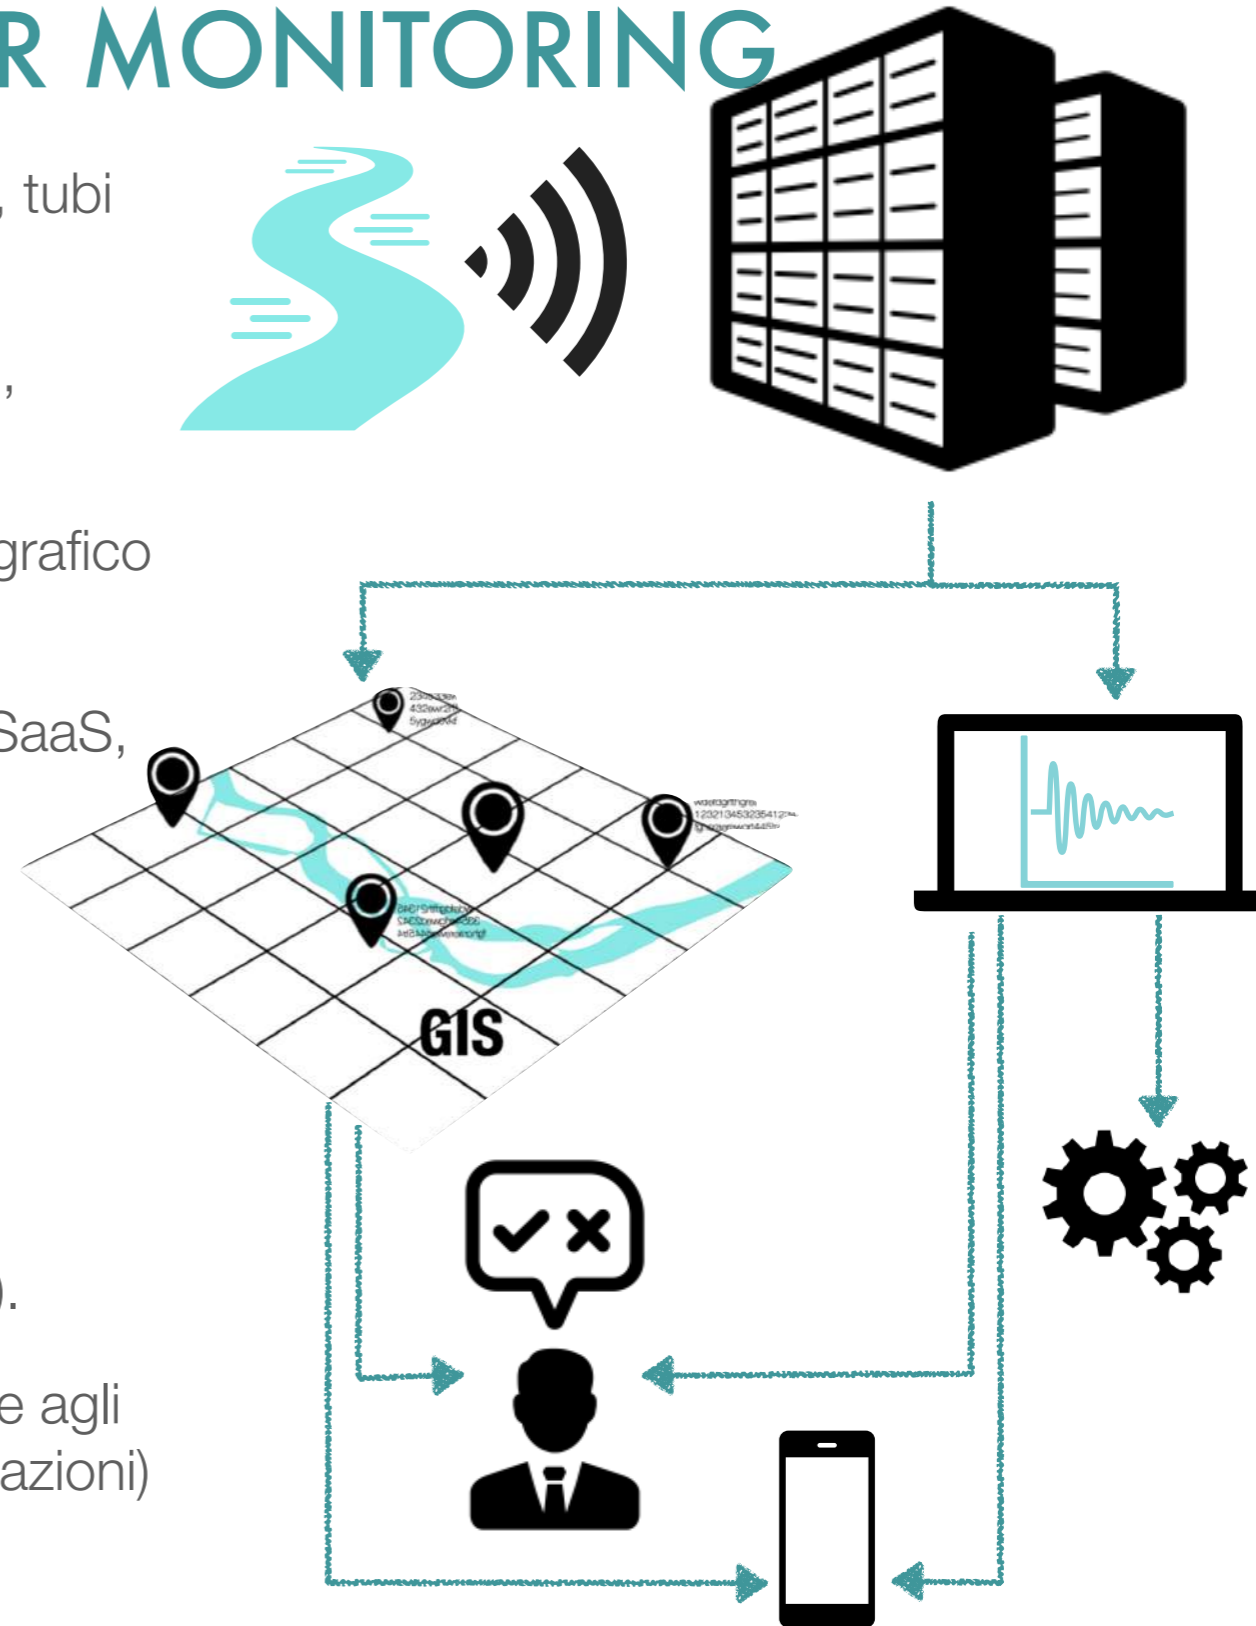 R MONITORING
, tubi
,
grafico
SaaS,
GIS
).
e agli
azioni)